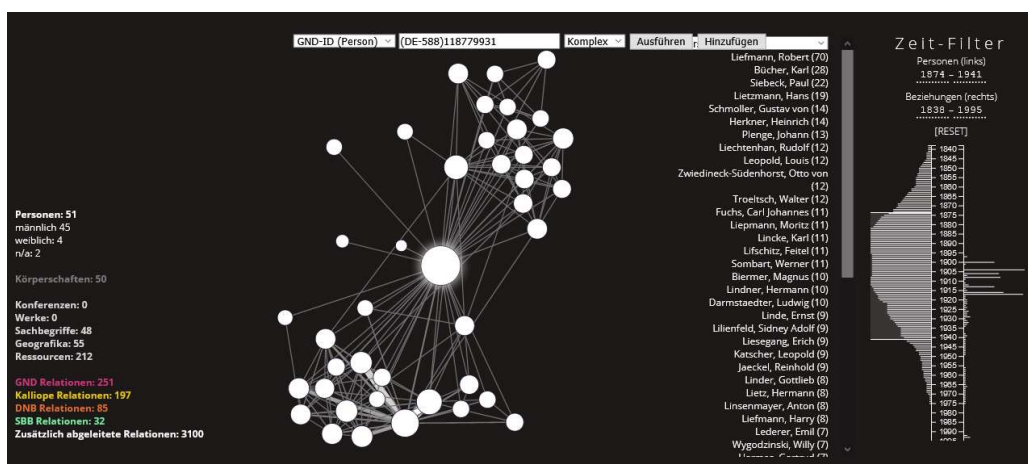 GND-ID (Person) (DE-588)118779931 Komplex Ausführen Hinzufügen
Liefmann, Robert (70)
Bücher, Karl (28)
Siebeck, Paul (22)
Lietzmann, Hans (19)
Schmoller, Gustav von (14)
Herkner, Heinrich (14)
Plenge, Johann (13)
Liechtenhan, Rudolf (12)
Leopold, Louis (12)
Zwiedineck-Südenhorst, Otto von
(12)
Troeltsch, Walter (12)
Fuchs, Carl Johannes (11)
Liepmann, Moritz (11)
Lincke, Karl (11)
Lifschitz, Feitel (11)
Sombart, Werner (11)
Biermer, Magnus (10)
Lindner, Hermann (10)
Darmstaedter, Ludwig (10)
Linde, Ernst (9)
Lilienfeld, Sidney Adolf (9)
Liesegang, Erich (9)
Katscher, Leopold (9)
Jaeckel, Reinhold (9)
Linder, Gottlieb (8)
Lietz, Hermann (8)
Linsenmayer, Anton (8)
Liefmann, Harry (8)
Lederer, Emil (7)
Wygodzinski, Willy (7)
Personen: 51
männlich 45
weiblich: 4
n/a: 2
Körperschaften: 50
Konferenzen: 0
Werke: 0
Sachbegriffe: 48
Geografika: 55
Ressourcen: 212
GND Relationen: 251
Kalliope Relationen: 197
DNB Relationen: 85
SBB Relationen: 32
Zusätzlich abgeleitete Relationen: 3100
Zeit-Filter
Personen (links)
1874 – 1941
Beziehungen (rechts)
1838 – 1995
[RESET]
1840
1845
1850
1855
1860
1865
1870
1875
1880
1885
1890
1895
1900
1905
1910
1915
1920
1925
1930
1935
1940
1945
1950
1955
1960
1965
1970
1975
1980
1985
1990